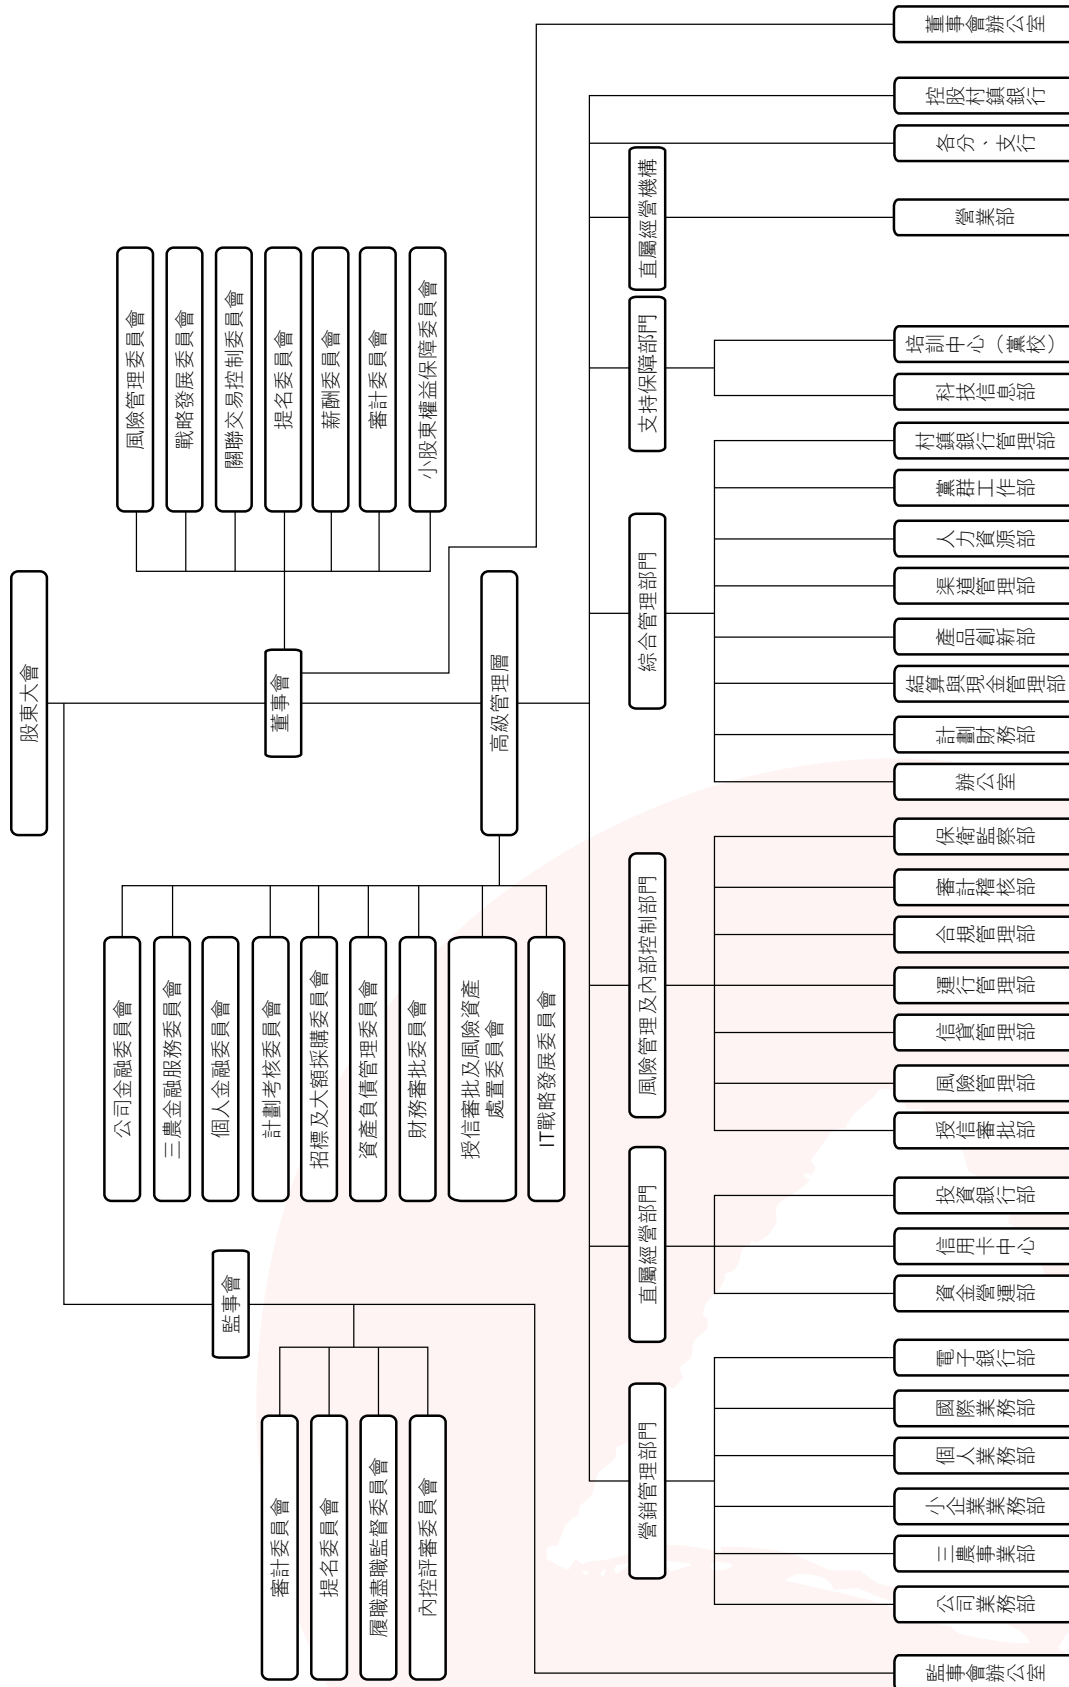 股東大會
監事會
董事會
審計委員會
提名委員會
履職盡職監督委員會
內控評審委員會
風險管理委員會
戰略發展委員會
關聯交易控制委員會
提名委員會
薪酬委員會
審計委員會
小股東權益保障委員會
高級管理層
公司金融委員會
三農金融服務委員會
個人金融委員會
計劃考核委員會
招標及大額採購委員會
資產負債管理委員會
財務審批委員會
授信審批及風險資產
處置委員會
IT戰略發展委員會
營銷管理部門
直屬經營部門
風險管理及內部控制部門
綜合管理部門
支持保障部門
直屬經營機構
監事會辦公室
公司業務部
三農事業部
小企業業務部
個人業務部
國際業務部
電子銀行部
資金營運部
信用卡中心
投資銀行部
授信審批部
風險管理部
信貸管理部
運行管理部
合規管理部
審計稽核部
保衛監察部
辦公室
計劃財務部
結算與現金管理部
產品創新部
渠道管理部
人力資源部
黨群工作部
村鎮銀行管理部
科技信息部
培訓中心（黨校）
營業部
各分、支行
控股村鎮銀行
董事會辦公室